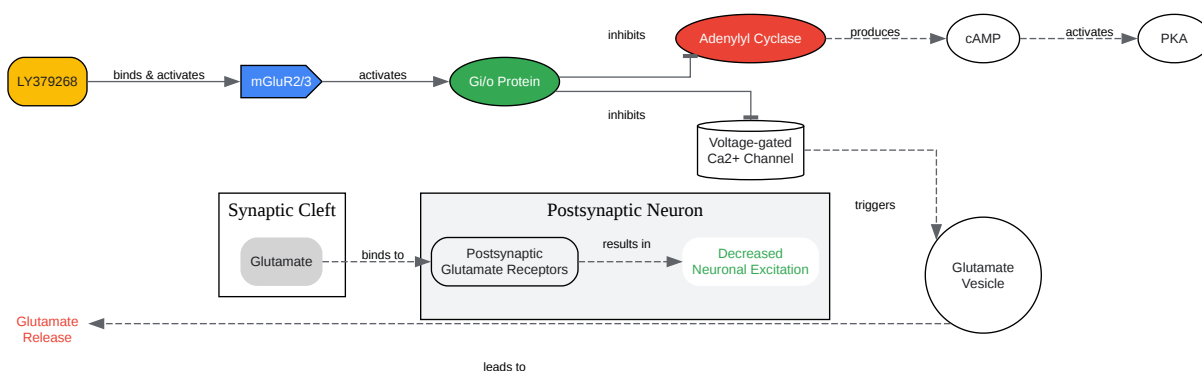 inhibits
Adenylyl Cyclase
produces
cAMP
activates
PKA
LY379268
binds & activates
mGluR2/3
activates
Gi/o Protein
inhibits
Voltage-gated
Ca2+ Channel
triggers
Synaptic Cleft
Glutamate
binds to
Postsynaptic Neuron
Postsynaptic
Glutamate Receptors
results in
Decreased
Neuronal Excitation
Glutamate
Vesicle
Glutamate
Release
leads to